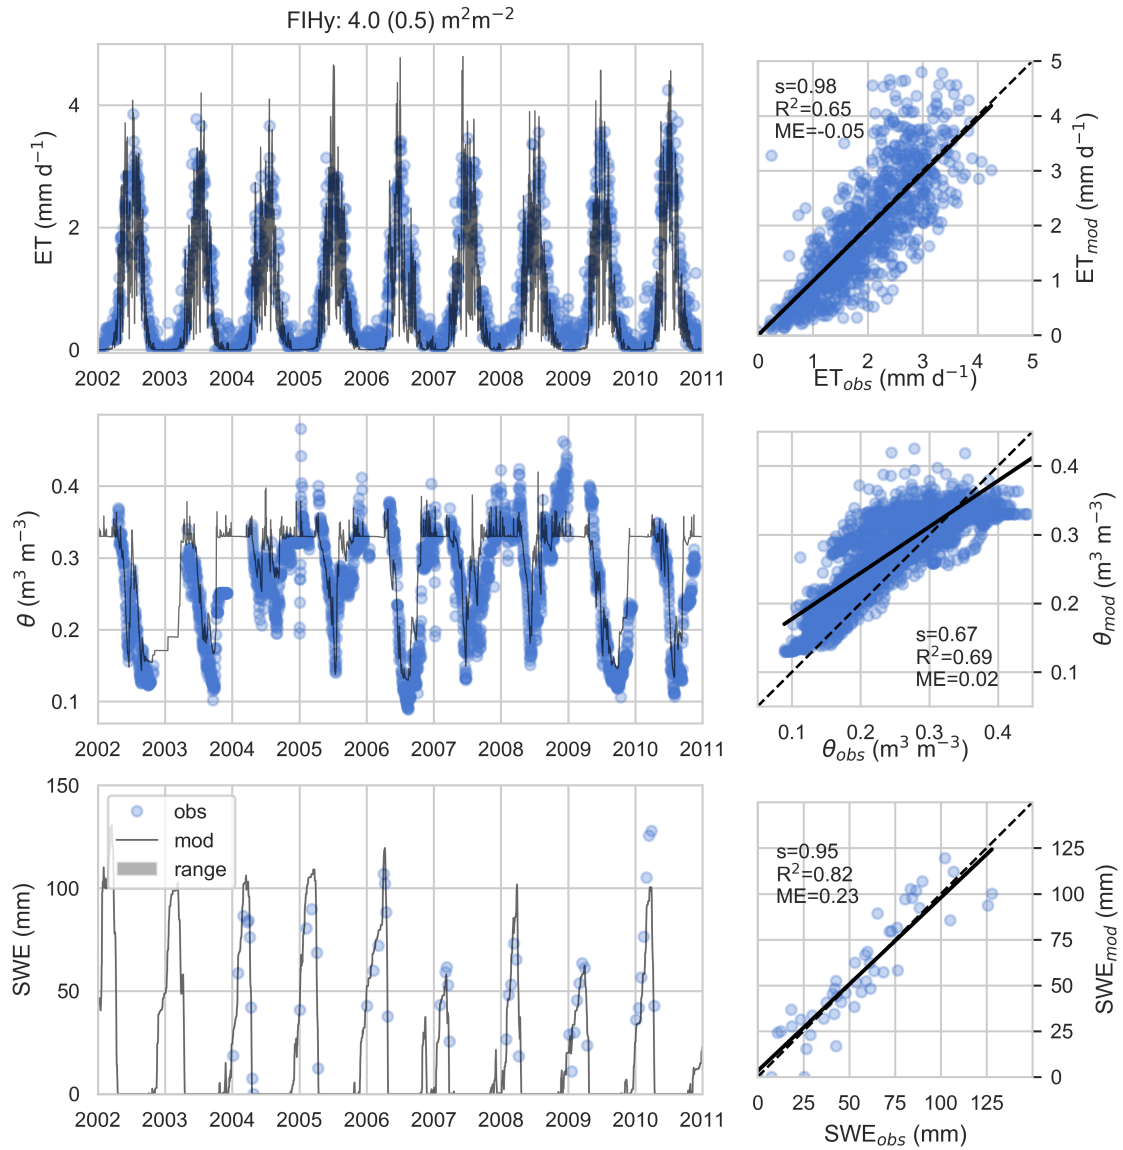 FIHy: 4.0 (0.5) m²m⁻²
ET (mm d⁻¹)
4
2
0
2002 2003 2004 2005 2006 2007 2008 2009 2010 2011
s=0.98
R²=0.65
ME=-0.05
5
4
3
2
1
0
ET_mod (mm d⁻¹)
0 1 2 3 4 5
ET_obs (mm d⁻¹)
θ (m³ m⁻³)
0.4
0.3
0.2
0.1
2002 2003 2004 2005 2006 2007 2008 2009 2010 2011
s=0.67
R²=0.69
ME=0.02
0.4
0.3
0.2
0.1
θ_mod (m³ m⁻³)
0.1 0.2 0.3 0.4
θ_obs (m³ m⁻³)
SWE (mm)
150
100
50
0
obs
mod
range
2002 2003 2004 2005 2006 2007 2008 2009 2010 2011
s=0.95
R²=0.82
ME=0.23
125
100
75
50
25
0
SWE_mod (mm)
0 25 50 75 100 125
SWE_obs (mm)